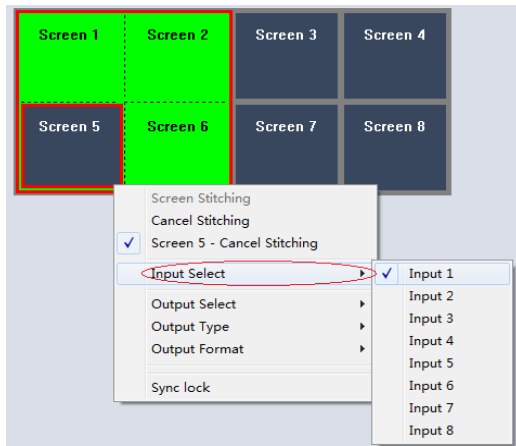 Screen 1 Screen 2 Screen 3 Screen 4
Screen 5 Screen 6 Screen 7 Screen 8
Screen Stitching
Cancel Stitching
Screen 5 - Cancel Stitching
Input Select
Output Select
Output Type
Output Format
Sync lock
Input 1
Input 2
Input 3
Input 4
Input 5
Input 6
Input 7
Input 8